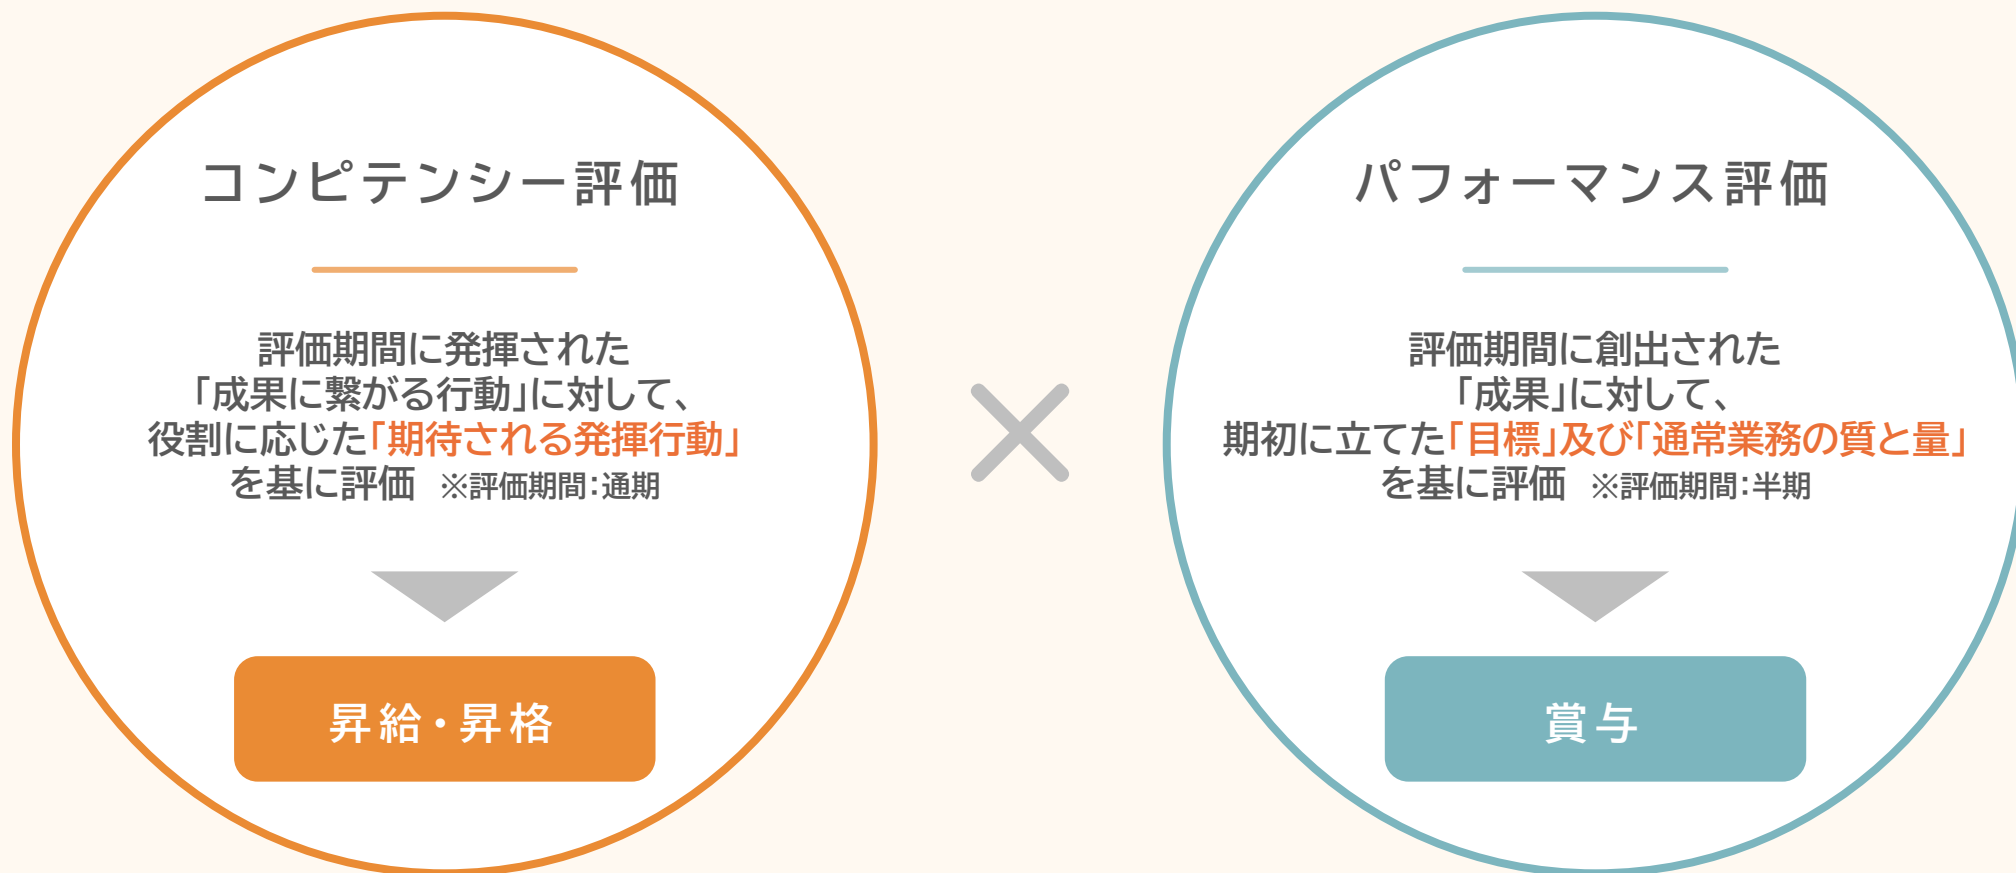 コンピテンシー評価
評価期間に発揮された
「成果に繋がる行動」に対して、
役割に応じた「期待される発揮行動」
を基に評価 ※評価期間：通期
昇給・昇格
パフォーマンス評価
評価期間に創出された
「成果」に対して、
期初に立てた「目標」及び「通常業務の質と量」
を基に評価 ※評価期間：半期
賞与